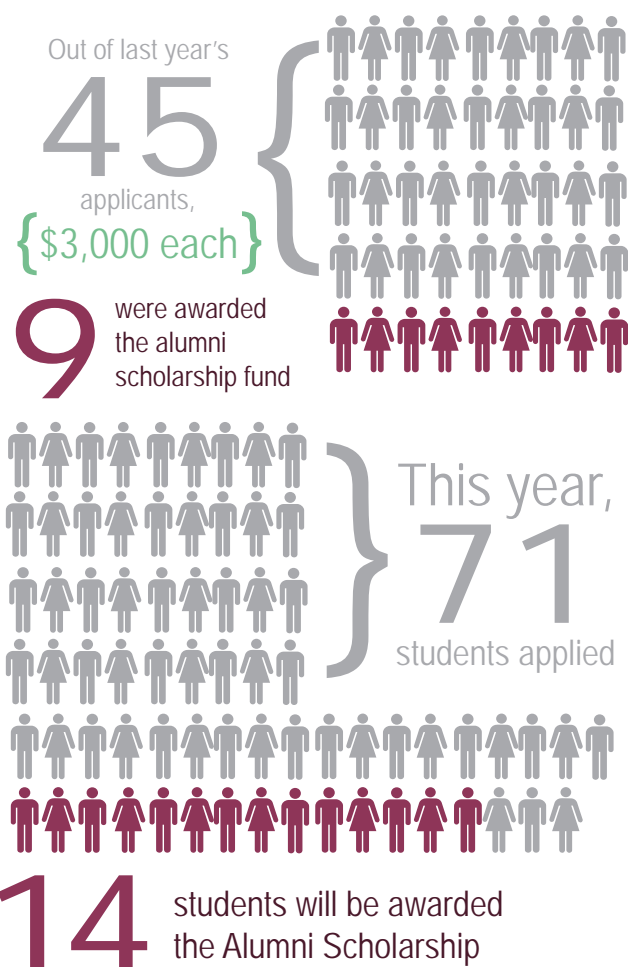 Out of last year's
45
applicants,
{$3,000 each}
9
were awarded
the alumni
scholarship fund
This year,
71
students applied
14
students will be awarded
the Alumni Scholarship